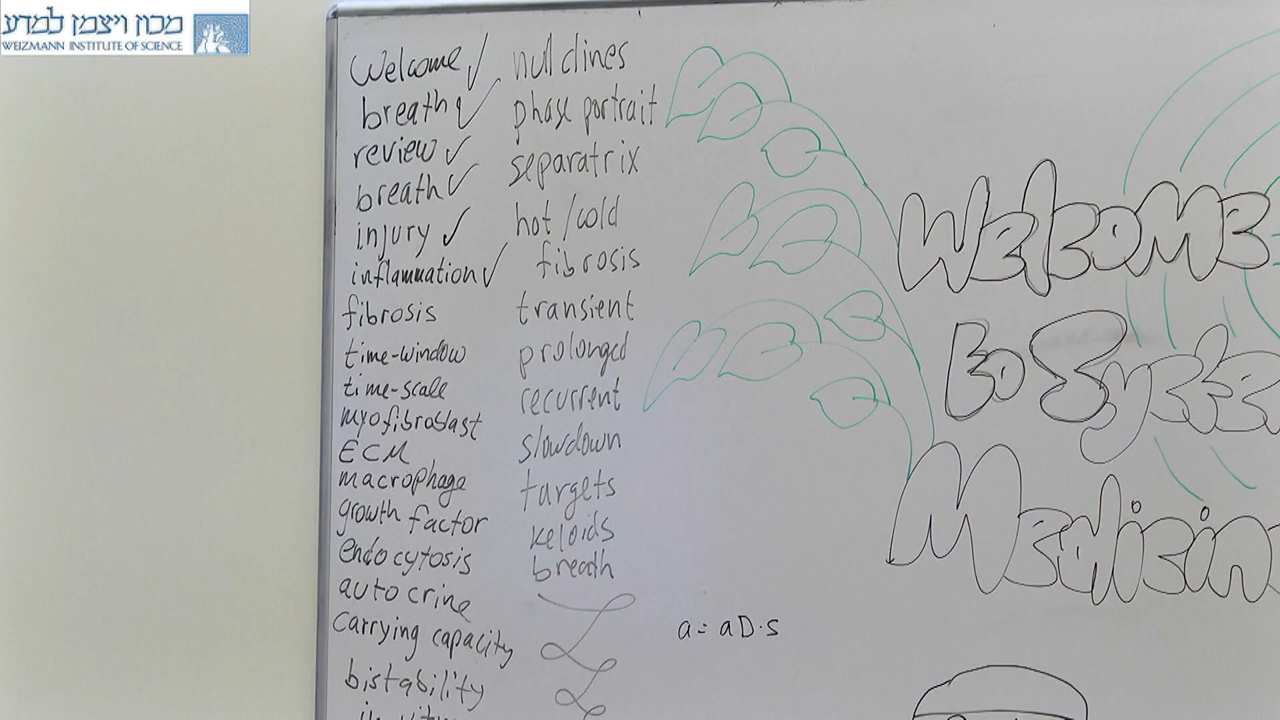 מכון ויצמן למדע
WEIZMANN INSTITUTE OF SCIENCE
Welcome ✓
breath ✓
review ✓
breath ✓
injury ✓
inflammation ✓
fibrosis
time-window
time-scale
myofibroblast
ECM
macrophage
growth factor
endocytosis
autocrine
carrying capacity
bistability
nullclines
phase portrait
separatrix
hot/cold
fibrosis
transient
prolonged
recurrent
slowdown
targets
keloids
breath
a = aD·s
Welcome
to Syste
Medicin